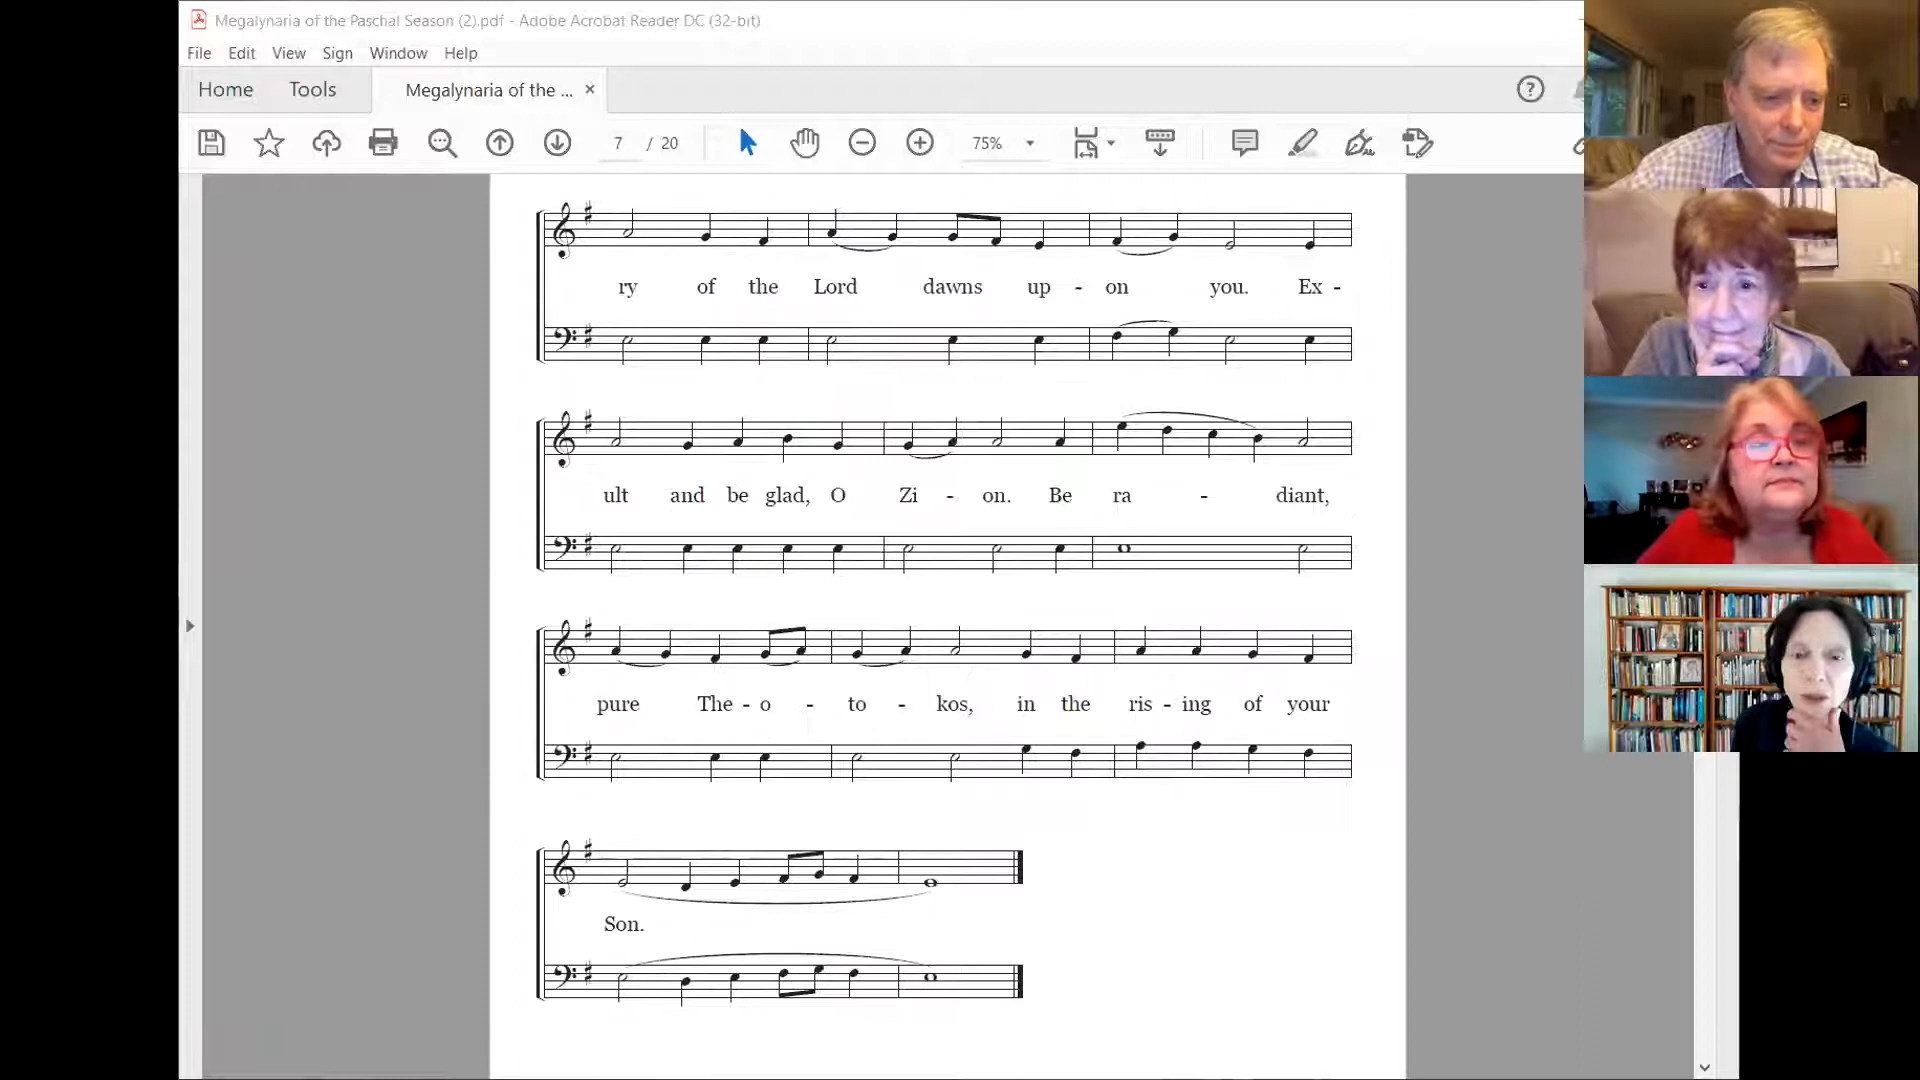 Megalynaria of the Paschal Season (2).pdf - Adobe Acrobat Reader DC (32-bit)
File Edit View Sign Window Help
Home Tools Megalynaria of the ... ×
7 / 20 75%
ry of the Lord dawns up - on you. Ex -
ult and be glad, O Zi - on. Be ra - diant,
pure The - o - to - kos, in the ris - ing of your
Son.